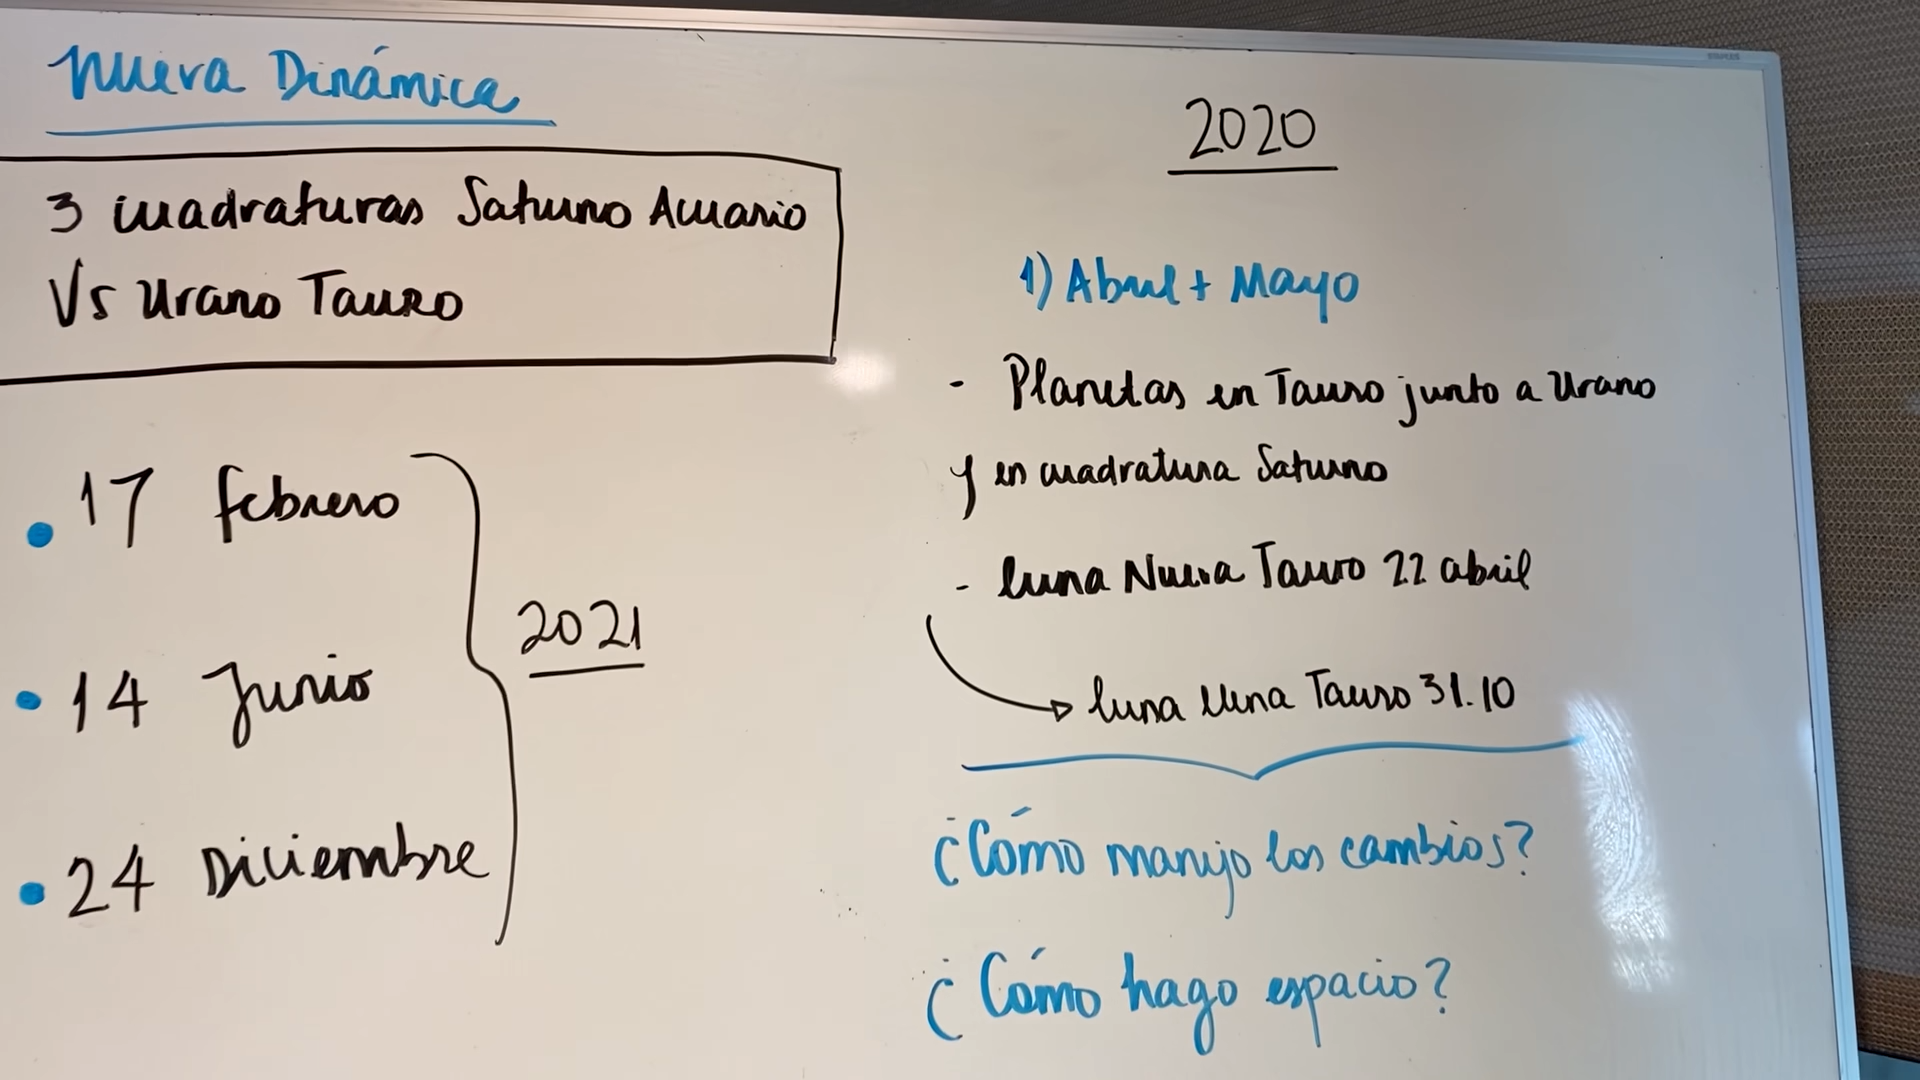 Nueva Dinámica
3 cuadraturas Saturno Acuario
Vs Urano Tauro
• 17 febrero
• 14 Junio
• 24 Diciembre
2021
2020
1) Abril + Mayo
- Planetas en Tauro junto a Urano
y en cuadratura Saturno
- luna Nueva Tauro 22 abril
luna llena Tauro 31.10
¿Cómo manejo los cambios?
¿Cómo hago espacio?